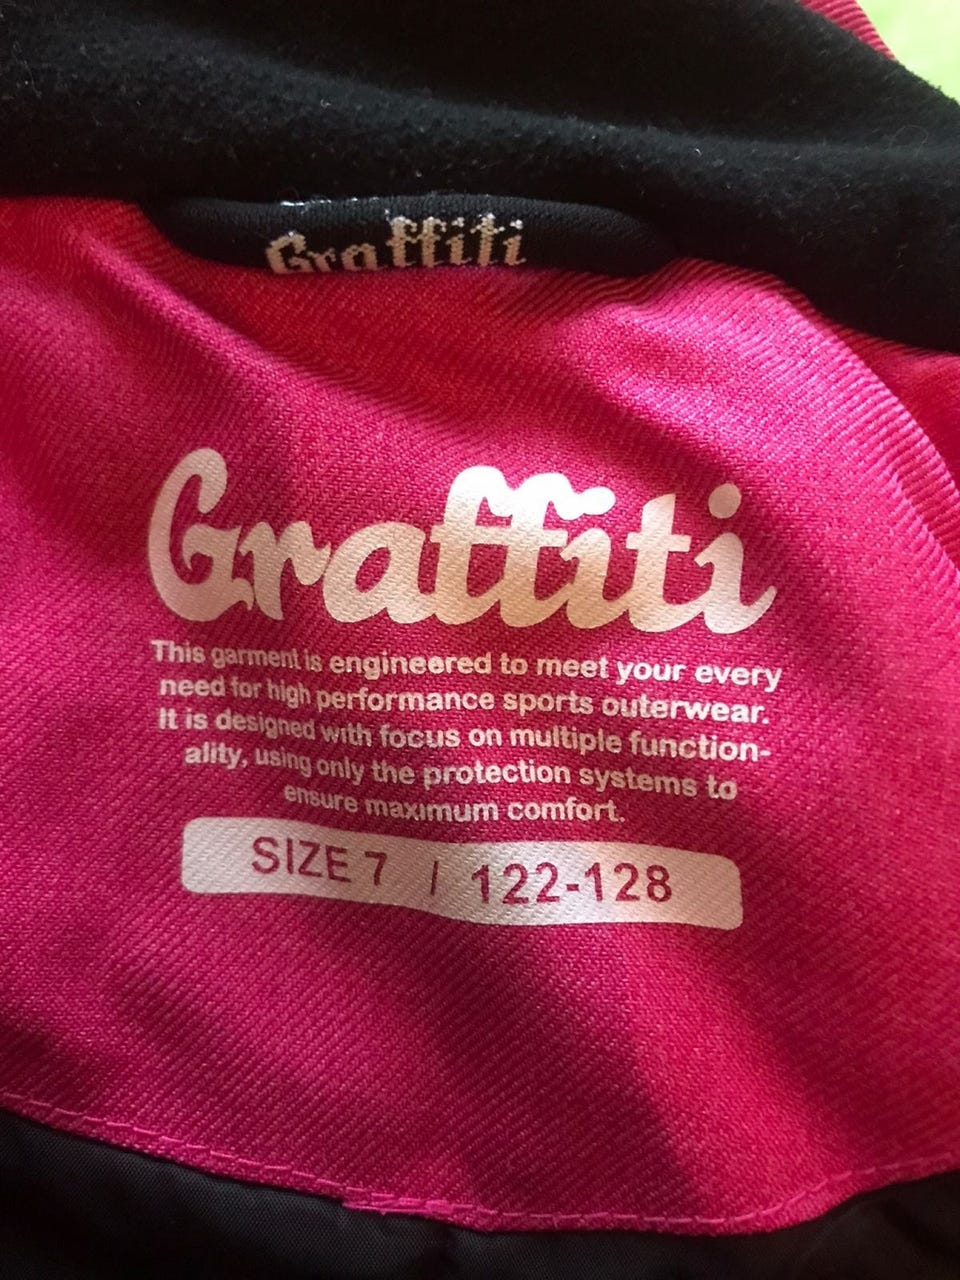 Graffiti
Graffiti
This garment is engineered to meet your every
need for high performance sports outerwear.
It is designed with focus on multiple function-
ality, using only the protection systems to
ensure maximum comfort.
SIZE 7 | 122-128